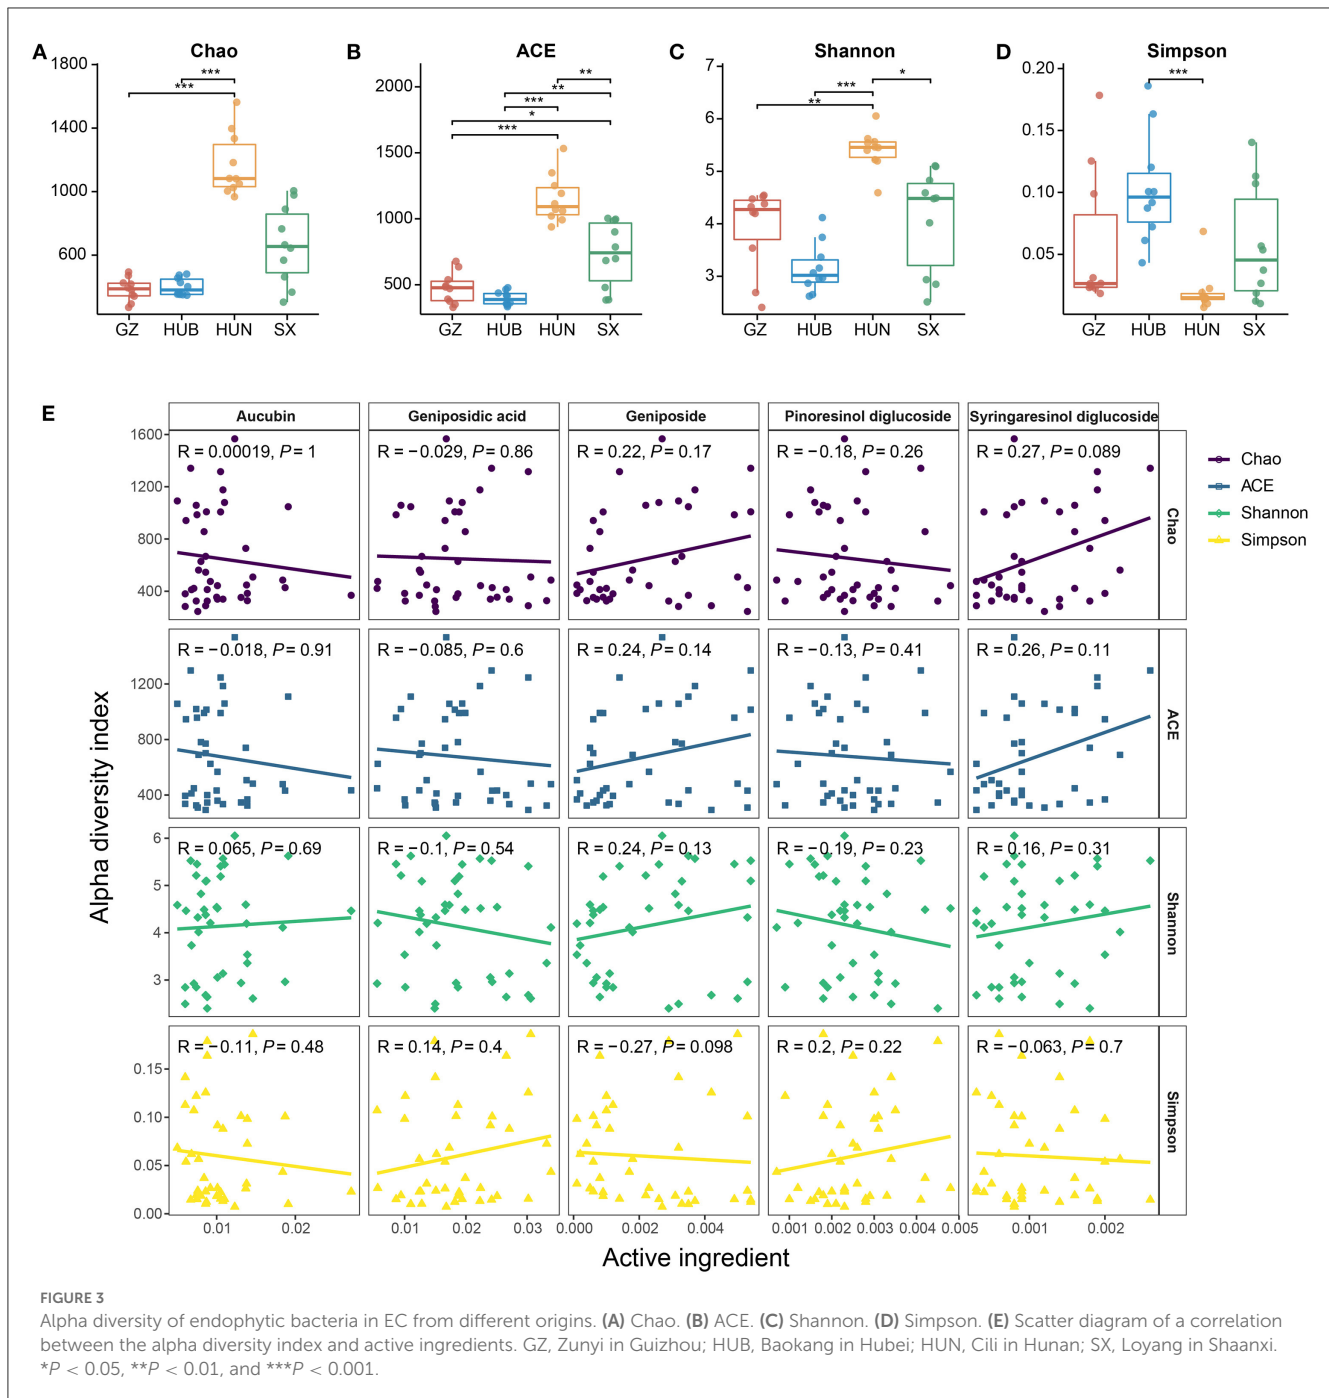 A Chao
1800
1400
1000
600
*** 
***
GZ HUB HUN SX
B ACE
2000
1500
1000
500
**
**
***
*
***
GZ HUB HUN SX
C Shannon
7
6
5
4
3
*
***
**
GZ HUB HUN SX
D Simpson
0.20
0.15
0.10
0.05
***
GZ HUB HUN SX
E
Aucubin Geniposidic acid Geniposide Pinoresinol diglucoside Syringaresinol diglucoside
1600
1200
800
400
R = 0.00019, P = 1
R = −0.029, P = 0.86
R = 0.22, P = 0.17
R = −0.18, P = 0.26
R = 0.27, P = 0.089
Chao
1200
800
400
R = −0.018, P = 0.91
R = −0.085, P = 0.6
R = 0.24, P = 0.14
R = −0.13, P = 0.41
R = 0.26, P = 0.11
ACE
6
5
4
3
R = 0.065, P = 0.69
R = −0.1, P = 0.54
R = 0.24, P = 0.13
R = −0.19, P = 0.23
R = 0.16, P = 0.31
Shannon
0.15
0.10
0.05
0.00
R = −0.11, P = 0.48
R = 0.14, P = 0.4
R = −0.27, P = 0.098
R = 0.2, P = 0.22
R = −0.063, P = 0.7
Simpson
0.01 0.02
0.01 0.02 0.03
0.000 0.002 0.004
0.001 0.002 0.003 0.004 0.005
0.001 0.002
Alpha diversity index
Active ingredient
Chao
ACE
Shannon
Simpson
FIGURE 3
Alpha diversity of endophytic bacteria in EC from different origins. (A) Chao. (B) ACE. (C) Shannon. (D) Simpson. (E) Scatter diagram of a correlation
between the alpha diversity index and active ingredients. GZ, Zunyi in Guizhou; HUB, Baokang in Hubei; HUN, Cili in Hunan; SX, Loyang in Shaanxi.
*P < 0.05, **P < 0.01, and ***P < 0.001.